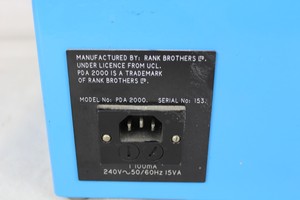 MANUFACTURED BY: RANK BROTHERS LTD.
UNDER LICENCE FROM UCL.
PDA 2000 IS A TRADEMARK
OF RANK BROTHERS LTD.
MODEL No: PDA 2000. SERIAL No: 153.
T 100mA
240V~50/60Hz 15VA